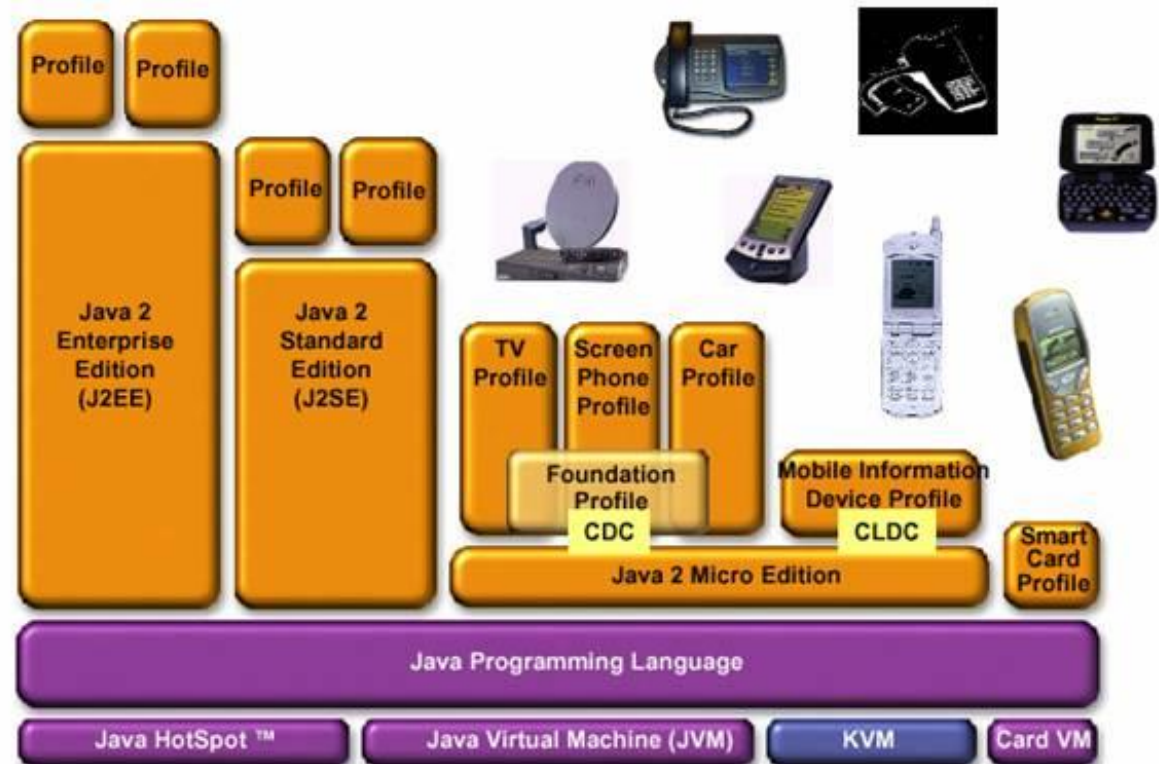 Profile
Profile
Profile
Profile
Java 2
Enterprise
Edition
(J2EE)
Java 2
Standard
Edition
(J2SE)
TV
Profile
Screen
Phone
Profile
Car
Profile
Foundation
Profile
CDC
Mobile Information
Device Profile
CLDC
Java 2 Micro Edition
Smart
Card
Profile
Java Programming Language
Java HotSpot ™
Java Virtual Machine (JVM)
KVM
Card VM